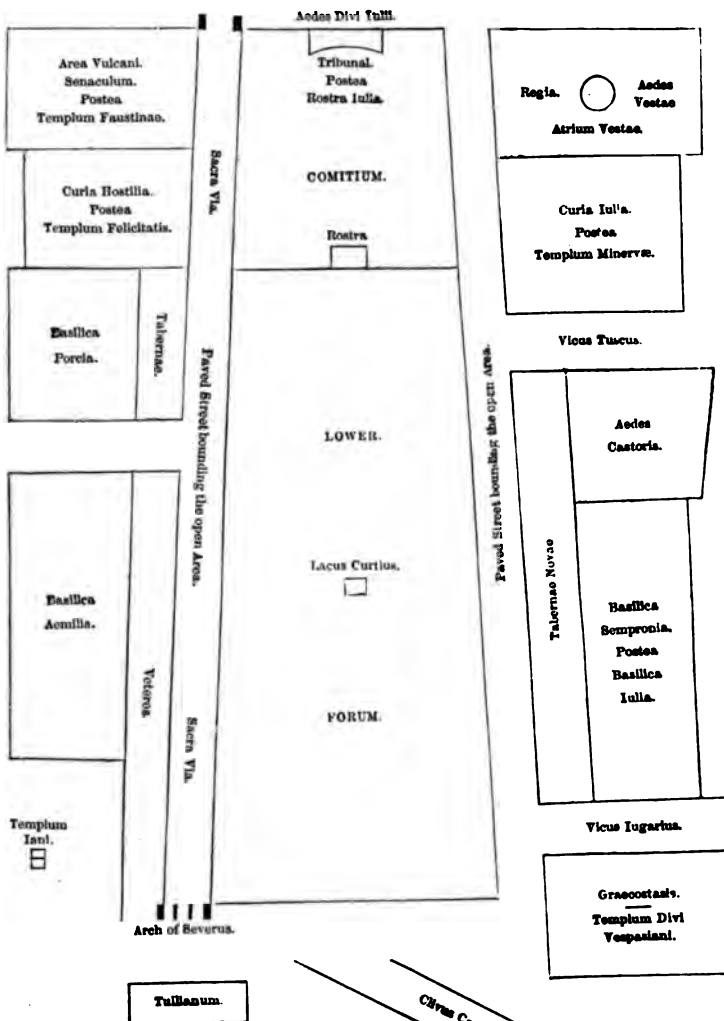 Aedes Divi Iulii.
Area Vulcani.
Senaculum.
Postea
Templum Faustinae.
Tribunal.
Postea
Rostra Iulia.
Regia.
Aedes
Vestae
Atrium Vestae.
Sacra Via.
COMITIUM.
Curia Hostilia.
Postea
Templum Felicitatis.
Rostra
Curia Iulia.
Postea
Templum Minervæ.
Basilica
Porcia.
Tabernae.
Vicus Tuscus.
Paved Street bounding the open Area.
LOWER.
Paved Street bounding the open Area.
Aedes
Castoris.
Lacus Curtius.
Tabernae Novae
Basilica
Aemilia.
Veteres
Basilica
Sempronia.
Postea
Basilica
Iulia.
Sacra Via.
FORUM.
Templum
Iani.
Vicus Iugarius.
Arch of Severus.
Graecostasis.
Templum Divi
Vespasiani.
Tullianum.
Clivus